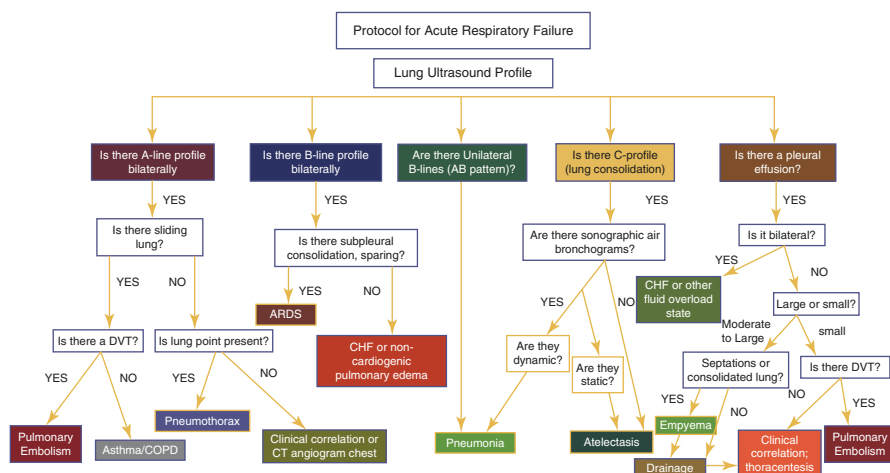 Protocol for Acute Respiratory Failure
Lung Ultrasound Profile
Is there A-line profile
bilaterally
Is there B-line profile
bilaterally
Are there Unilateral
B-lines (AB pattern)?
Is there C-profile
(lung consolidation)
Is there a pleural
effusion?
YES
YES
YES
YES
Is there sliding
lung?
Is there subpleural
consolidation, sparing?
Are there sonographic air
bronchograms?
Is it bilateral?
YES
NO
YES
NO
YES
NO
YES
NO
ARDS
CHF or other
fluid overload
state
Large or small?
Moderate
to Large
small
Is there a DVT?
Is lung point present?
CHF or non-
cardiogenic
pulmonary edema
Are they
dynamic?
Are they
static?
Septations or
consolidated lung?
Is there DVT?
YES
NO
YES
NO
YES
NO
NO
YES
Pulmonary
Embolism
Asthma/COPD
Pneumothorax
Clinical correlation or
CT angiogram chest
Pneumonia
Atelectasis
Empyema
Drainage
Clinical
correlation;
thoracentesis
Pulmonary
Embolism